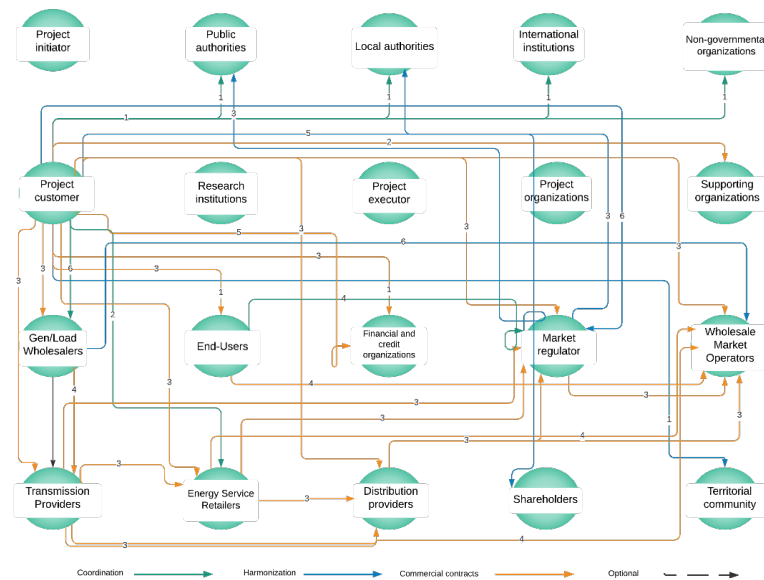 Project
initiator
Public
authorities
Local authorities
International
institutions
Non-governmenta
organizations
1
1
1
1
1
3
5
2
Project
customer
Research
institutions
Project
executor
Project
organizations
Supporting
organizations
3
6
5
3
3
6
3
3
3
6
3
3
1
1
4
2
Gen/Load
Wholesalers
End-Users
Financial and
credit
organizations
Market
regulator
Wholesale
Market
Operators
4
3
4
3
3
3
1
3
4
3
3
Transmission
Providers
Energy Service
Retailers
Distribution
providers
Shareholders
Territorial
community
3
3
4
Coordination
Harmonization
Commercial contracts
Optional